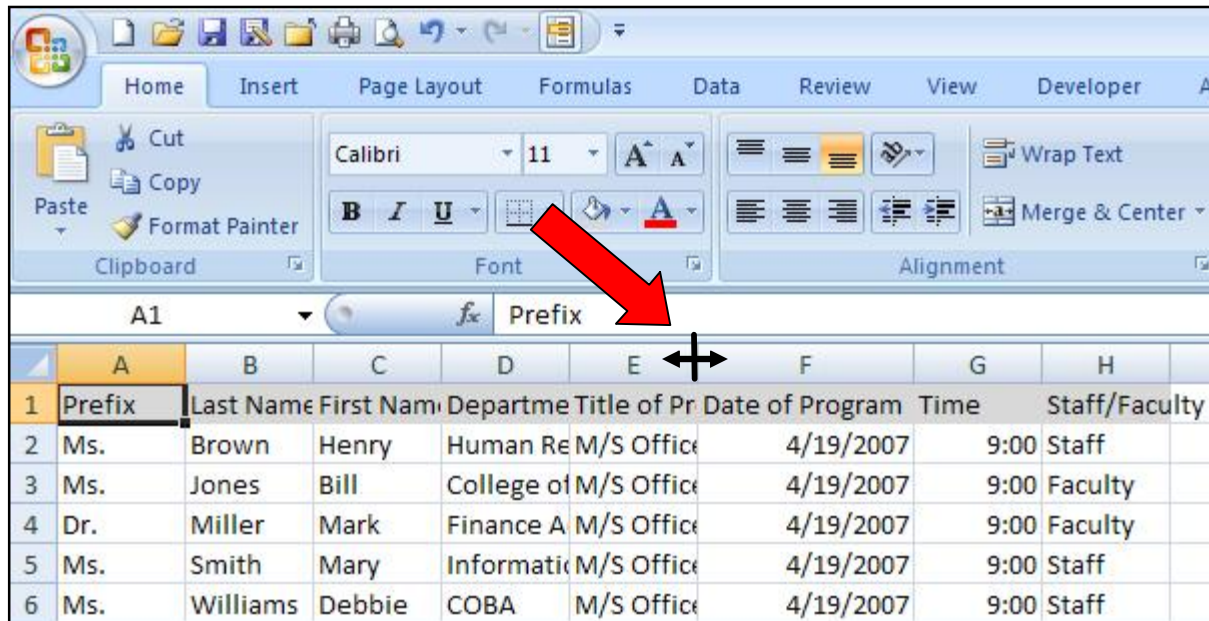 Home Insert Page Layout Formulas Data Review View Developer A
Cut
Copy
Paste
Format Painter
Clipboard
Calibri 11 A A
B I U A
Font
Wrap Text
Merge & Center
Alignment
A1 fx Prefix
A B C D E F G H
1 Prefix Last Name First Nam Departme Title of Pr Date of Program Time Staff/Faculty
2 Ms. Brown Henry Human Re M/S Office 4/19/2007 9:00 Staff
3 Ms. Jones Bill College of M/S Office 4/19/2007 9:00 Faculty
4 Dr. Miller Mark Finance A M/S Office 4/19/2007 9:00 Faculty
5 Ms. Smith Mary Informatic M/S Office 4/19/2007 9:00 Staff
6 Ms. Williams Debbie COBA M/S Office 4/19/2007 9:00 Staff